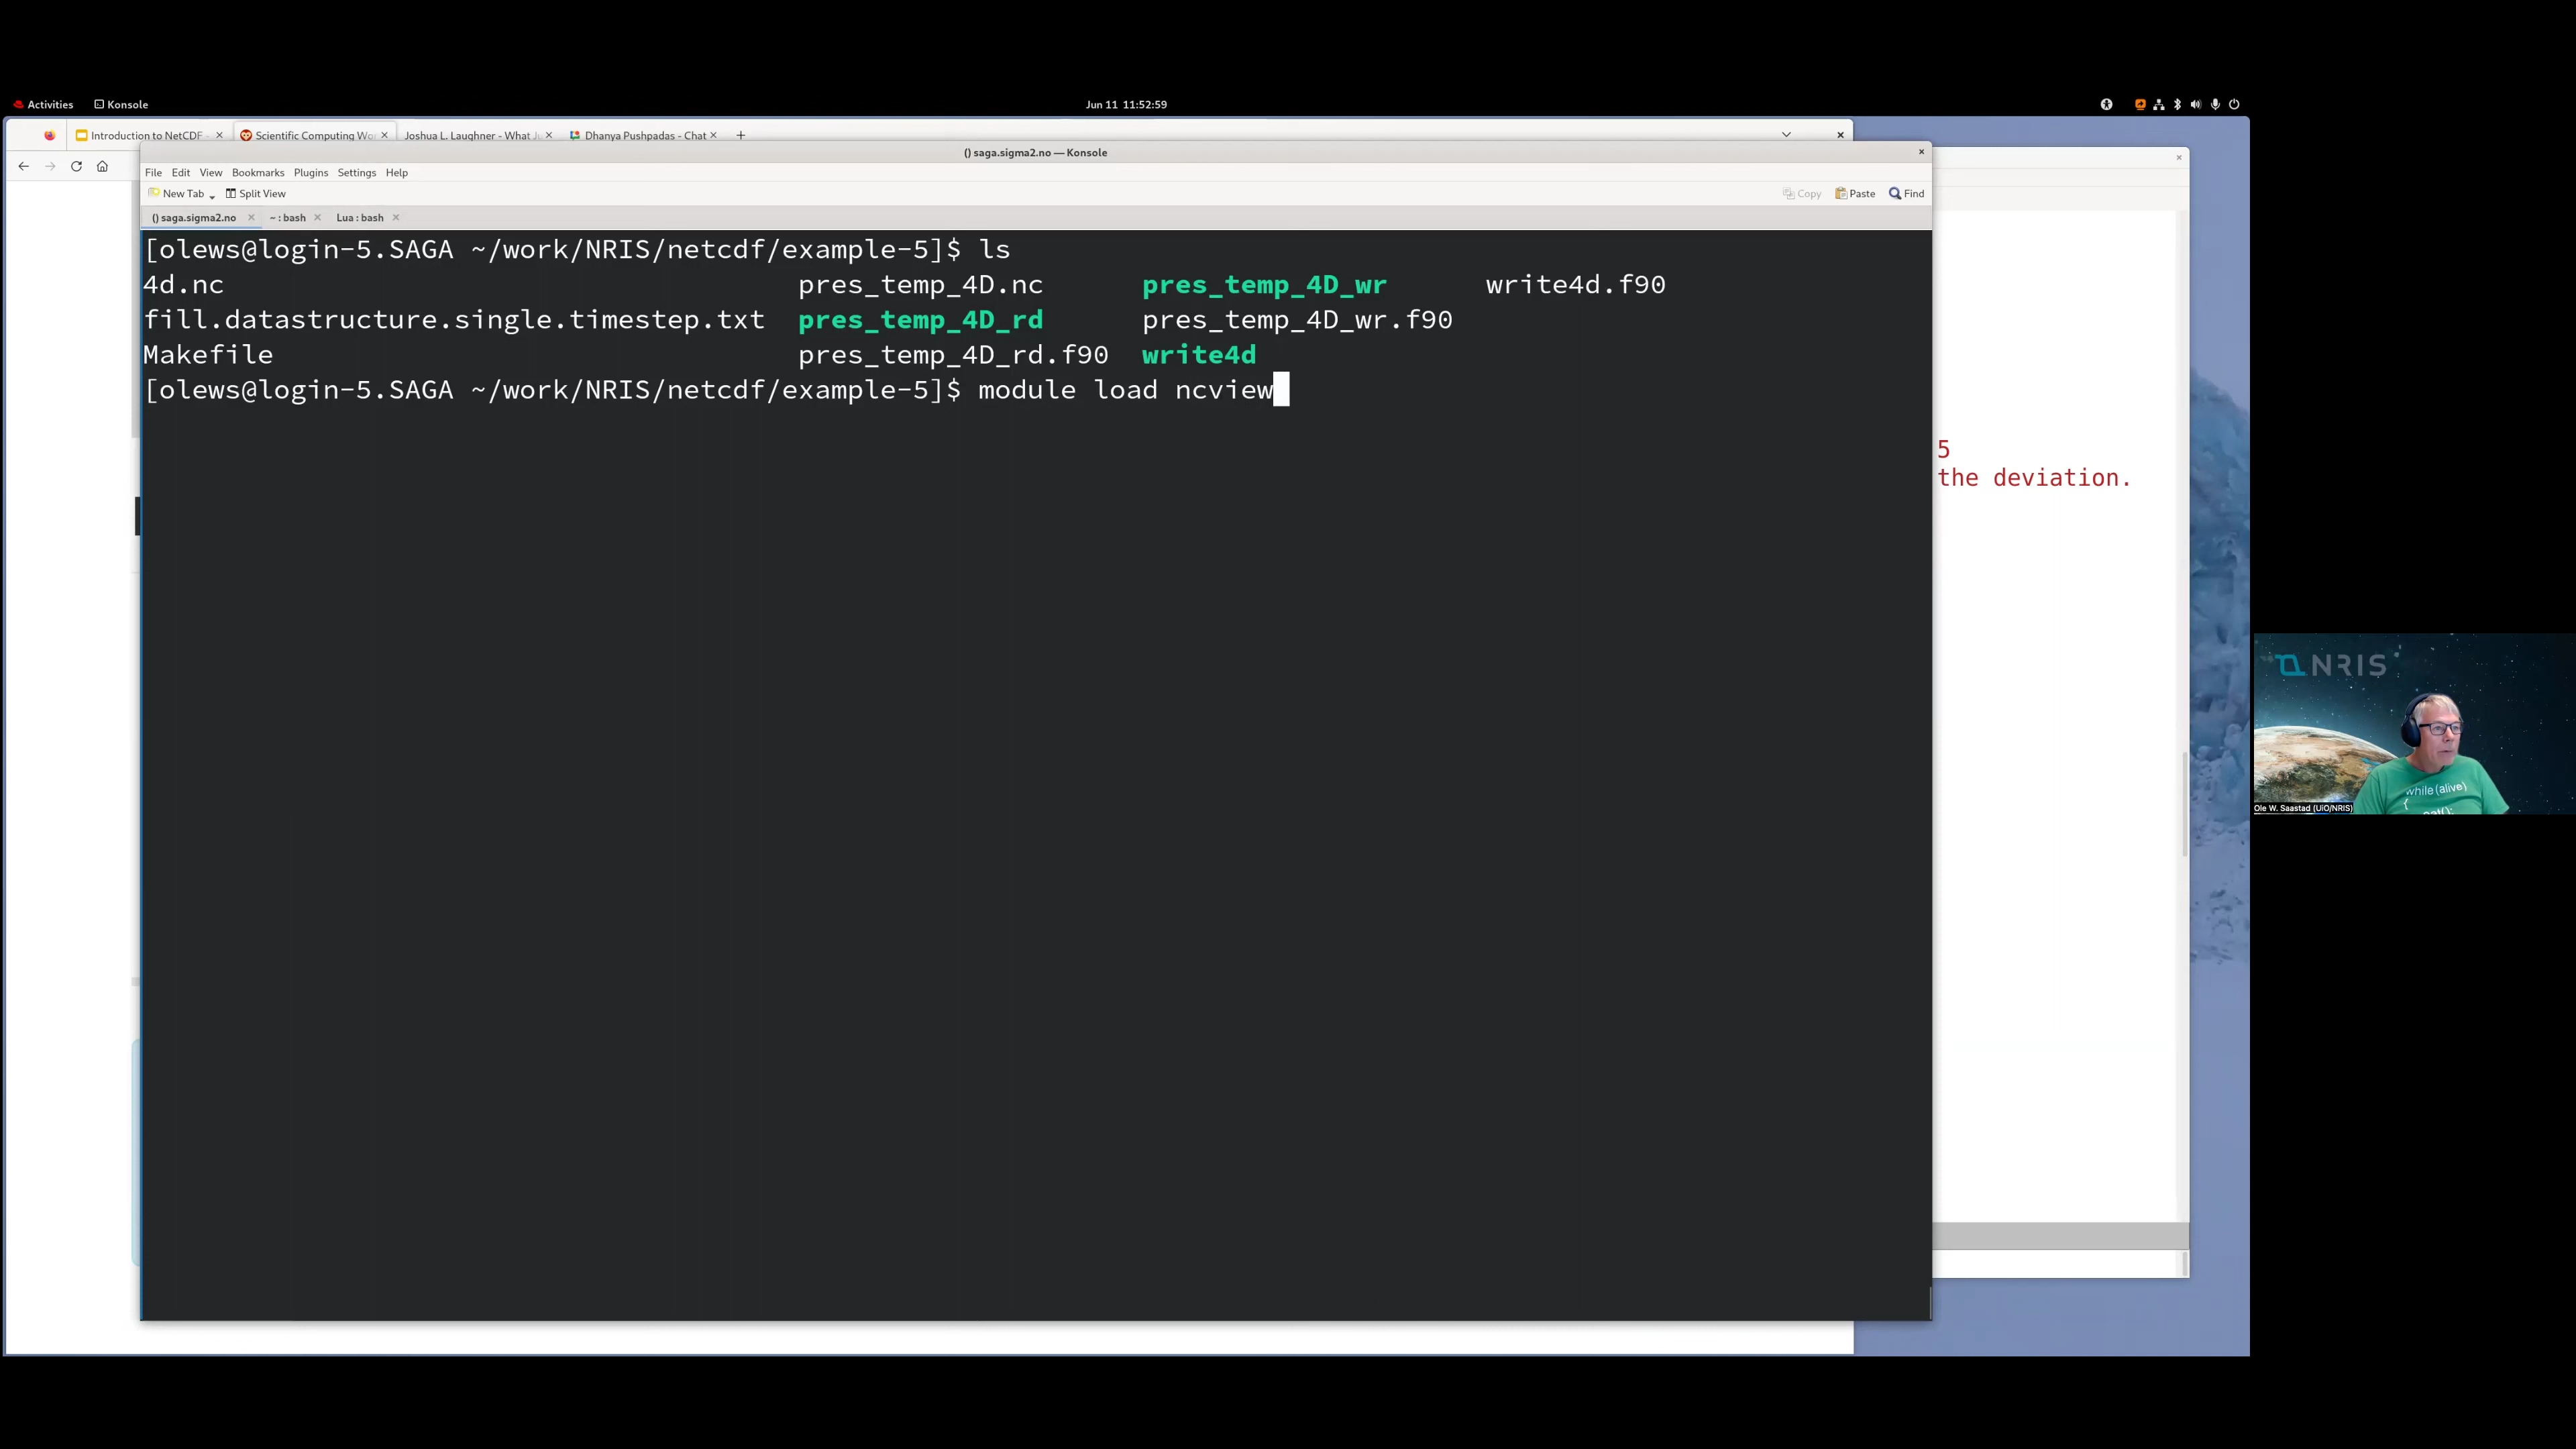 Activities Konsole Jun 11 11:52:59
Introduction to NetCDF - × Scientific Computing Wo × Joshua L. Laughner - What Ju × Dhanya Pushpadas - Chat × +
() saga.sigma2.no — Konsole
File Edit View Bookmarks Plugins Settings Help
New Tab Split View Copy Paste Find
() saga.sigma2.no × ~ : bash × Lua : bash ×
[olews@login-5.SAGA ~/work/NRIS/netcdf/example-5]$ ls
4d.nc pres_temp_4D.nc pres_temp_4D_wr write4d.f90
fill.datastructure.single.timestep.txt pres_temp_4D_rd pres_temp_4D_wr.f90
Makefile pres_temp_4D_rd.f90 write4d
[olews@login-5.SAGA ~/work/NRIS/netcdf/example-5]$ module load ncview
5
the deviation.
NRIS
while (alive)
{
eat();
Ole W. Saastad (UiO/NRIS)